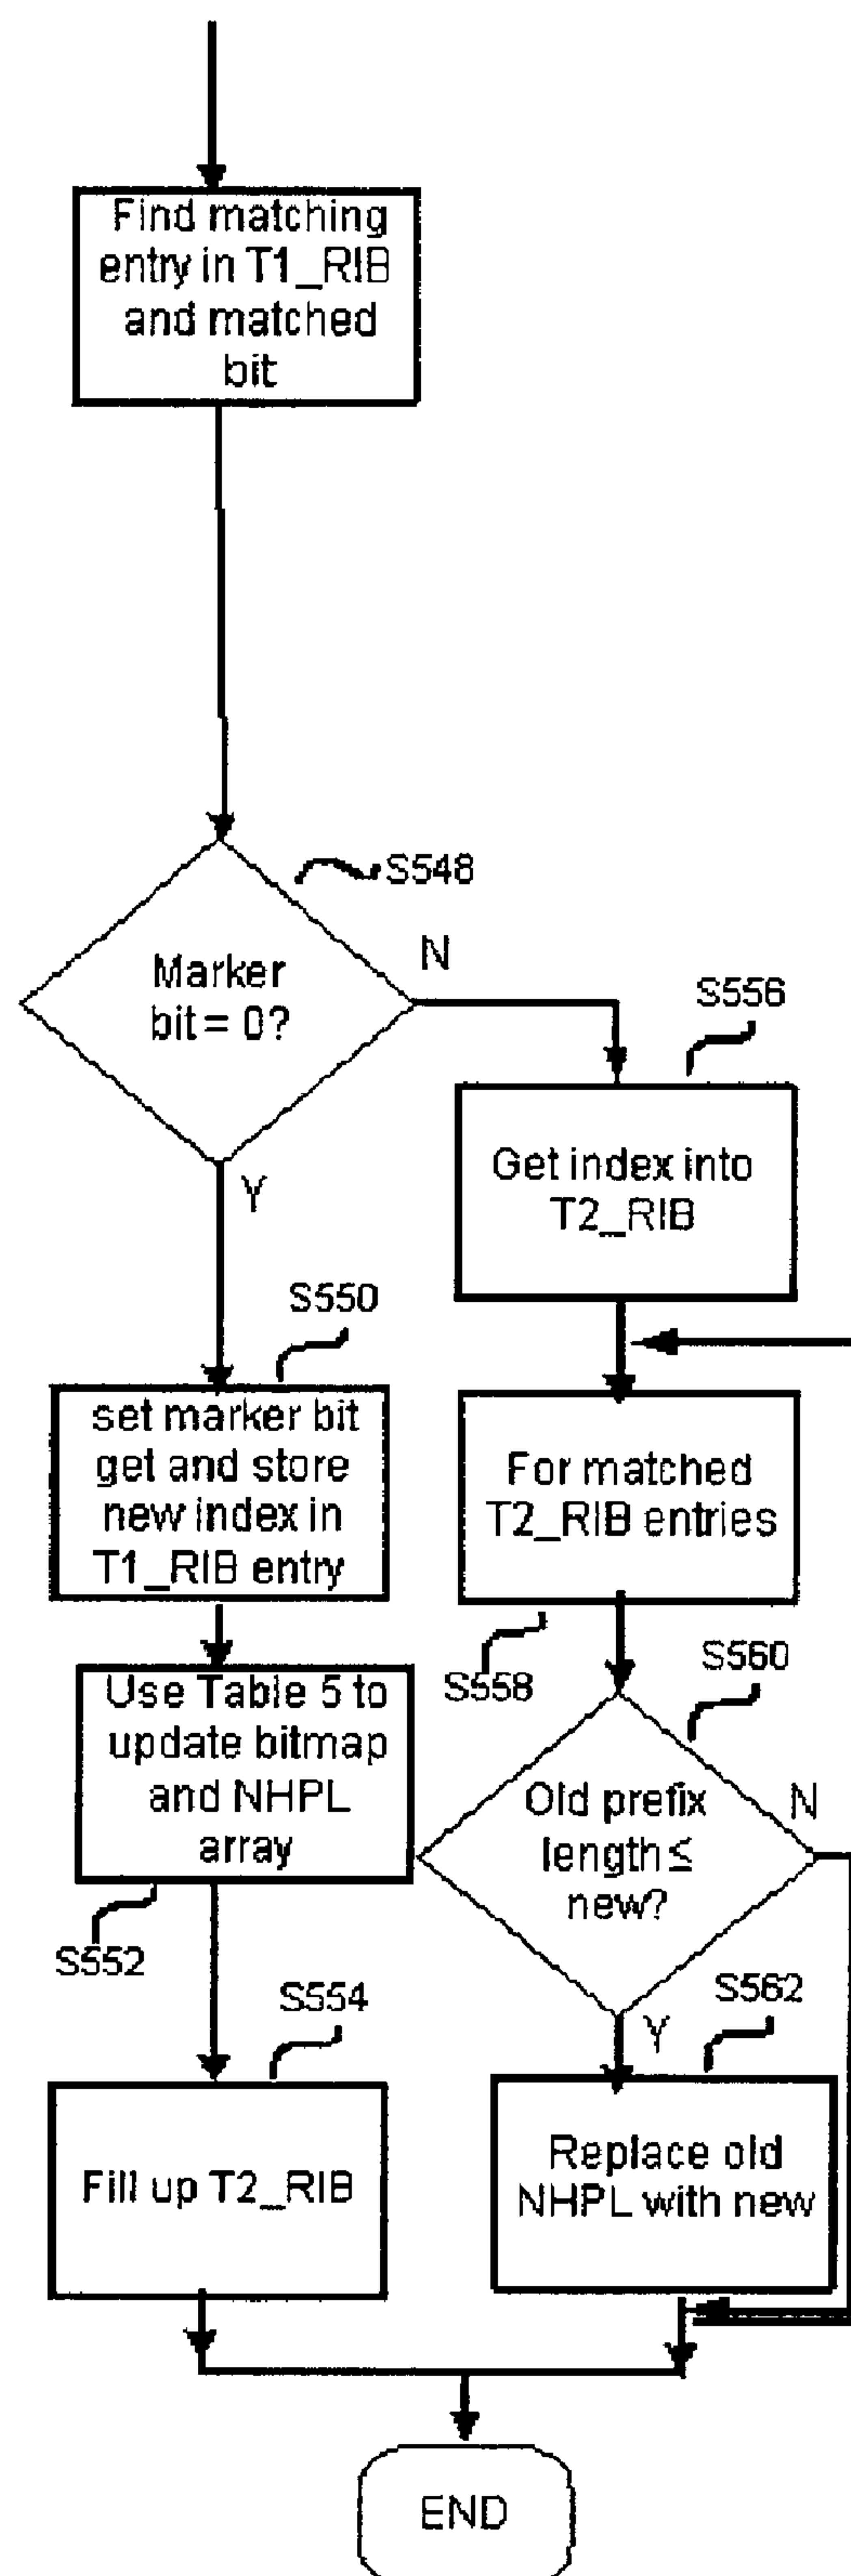 Find matching
entry in T1_RIB
and matched
bit
S548
Marker
bit = 0?
N
Y
S556
Get index into
T2_RIB
S550
set marker bit
get and store
new index in
T1_RIB entry
For matched
T2_RIB entries
S558
Use Table 5 to
update bitmap
and NHPL
array
S552
S560
Old prefix
length ≤
new?
N
Y
S554
Fill up T2_RIB
S562
Replace old
NHPL with new
END